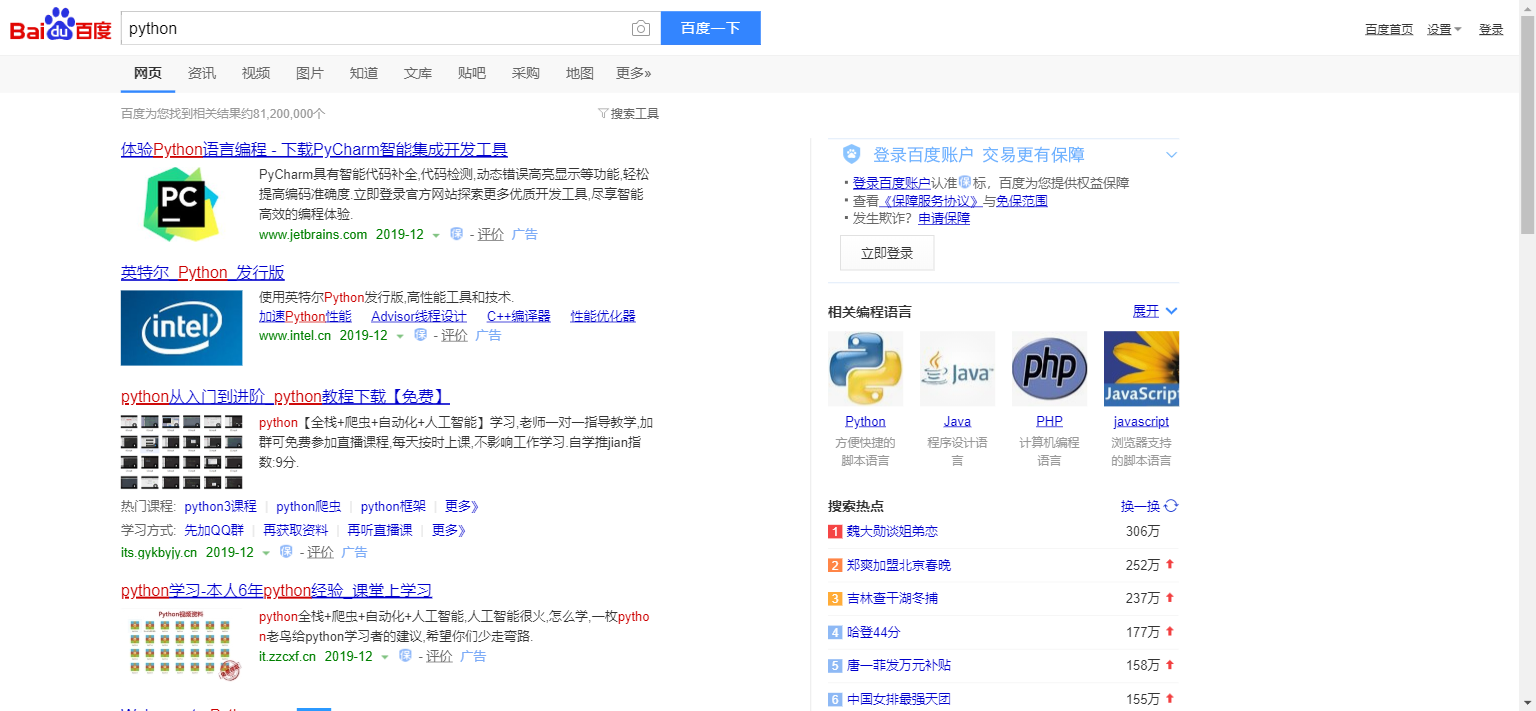 Bai du 百度 python 百度一下 百度首页 设置 登录
网页 资讯 视频 图片 知道 文库 贴吧 采购 地图 更多»
百度为您找到相关结果约81,200,000个 搜索工具
体验Python语言编程 - 下载PyCharm智能集成开发工具
PC
PyCharm具有智能代码补全,代码检测,动态错误高亮显示等功能,轻松
提高编码准确度.立即登录官方网站探索更多优质开发工具,尽享智能
高效的编程体验.
www.jetbrains.com 2019-12 保 - 评价 广告
英特尔_Python_发行版
intel
使用英特尔Python发行版,高性能工具和技术.
加速Python性能 Advisor线程设计 C++编译器 性能优化器
www.intel.cn 2019-12 保 - 评价 广告
python从入门到进阶_python教程下载【免费】
python【全栈+爬虫+自动化+人工智能】学习,老师一对一指导教学,加
群可免费参加直播课程,每天按时上课,不影响工作学习.自学推jian指
数:9分.
热门课程: python3课程 | python爬虫 | python框架 | 更多》
学习方式: 先加QQ群 | 再获取资料 | 再听直播课 | 更多》
its.gykbyjy.cn 2019-12 保 - 评价 广告
python学习-本人6年python经验_课堂上学习
Python视频资料
python全栈+爬虫+自动化+人工智能,人工智能很火,怎么学,一枚pytho
n老鸟给python学习者的建议,希望你们少走弯路.
it.zzcxf.cn 2019-12 保 - 评价 广告
登录百度账户 交易更有保障
· 登录百度账户认准保标，百度为您提供权益保障
· 查看《保障服务协议》与免保范围
· 发生欺诈？申请保障
立即登录
相关编程语言 展开
Java php JavaScript
Python Java PHP javascript
方便快捷的 程序设计语 计算机编程 浏览器支持
脚本语言 言 语言 的脚本语言
搜索热点 换一换
1 魏大勋谈姐弟恋 306万
2 郑爽加盟北京春晚 252万
3 吉林查干湖冬捕 237万
4 哈登44分 177万
5 唐一菲发万元补贴 158万
6 中国女排最强天团 155万